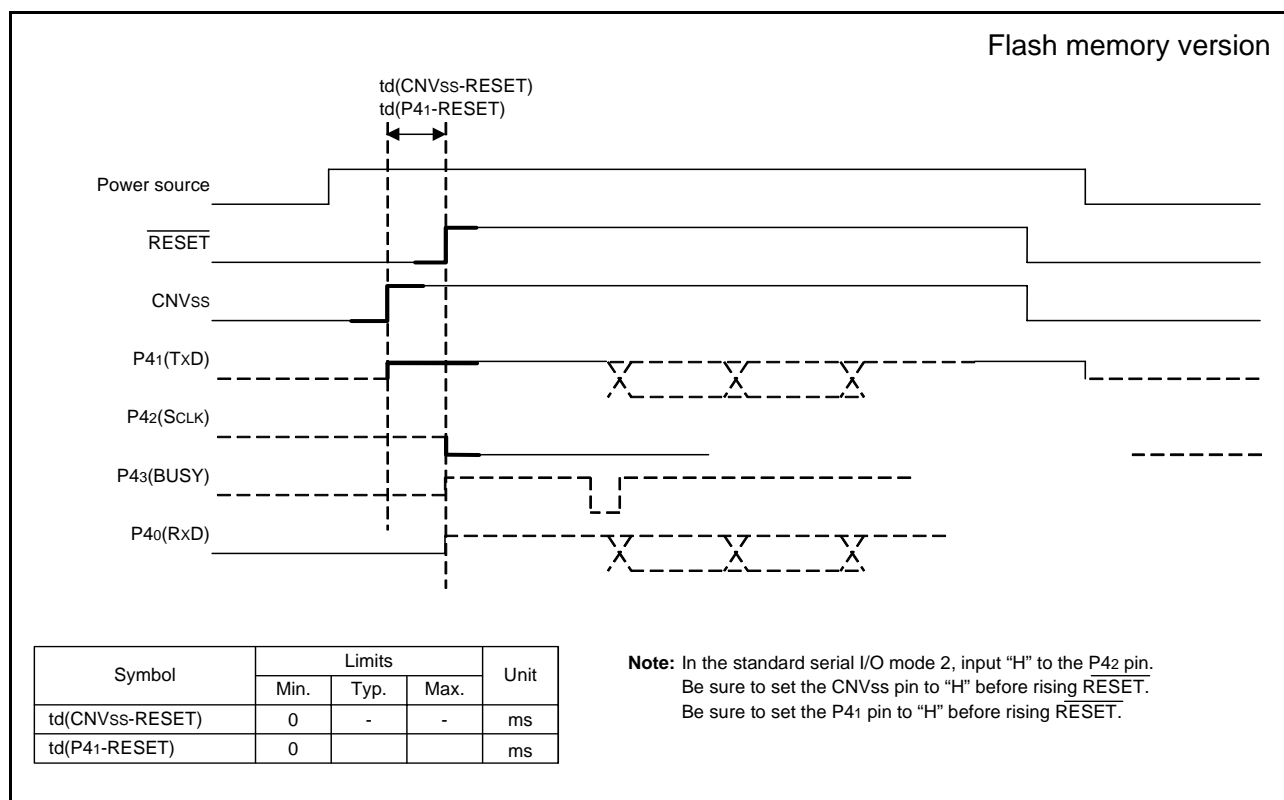 Flash memory version
td(CNVSS-RESET)
td(P41-RESET)
Power source
RESET
CNVSS
P41(TxD)
P42(SCLK)
P43(BUSY)
P40(RxD)
Symbol Limits Unit
Min. Typ. Max.
td(CNVSS-RESET) 0 - - ms
td(P41-RESET) 0 ms
Note: In the standard serial I/O mode 2, input “H” to the P42 pin.
Be sure to set the CNVss pin to “H” before rising RESET.
Be sure to set the P41 pin to “H” before rising RESET.